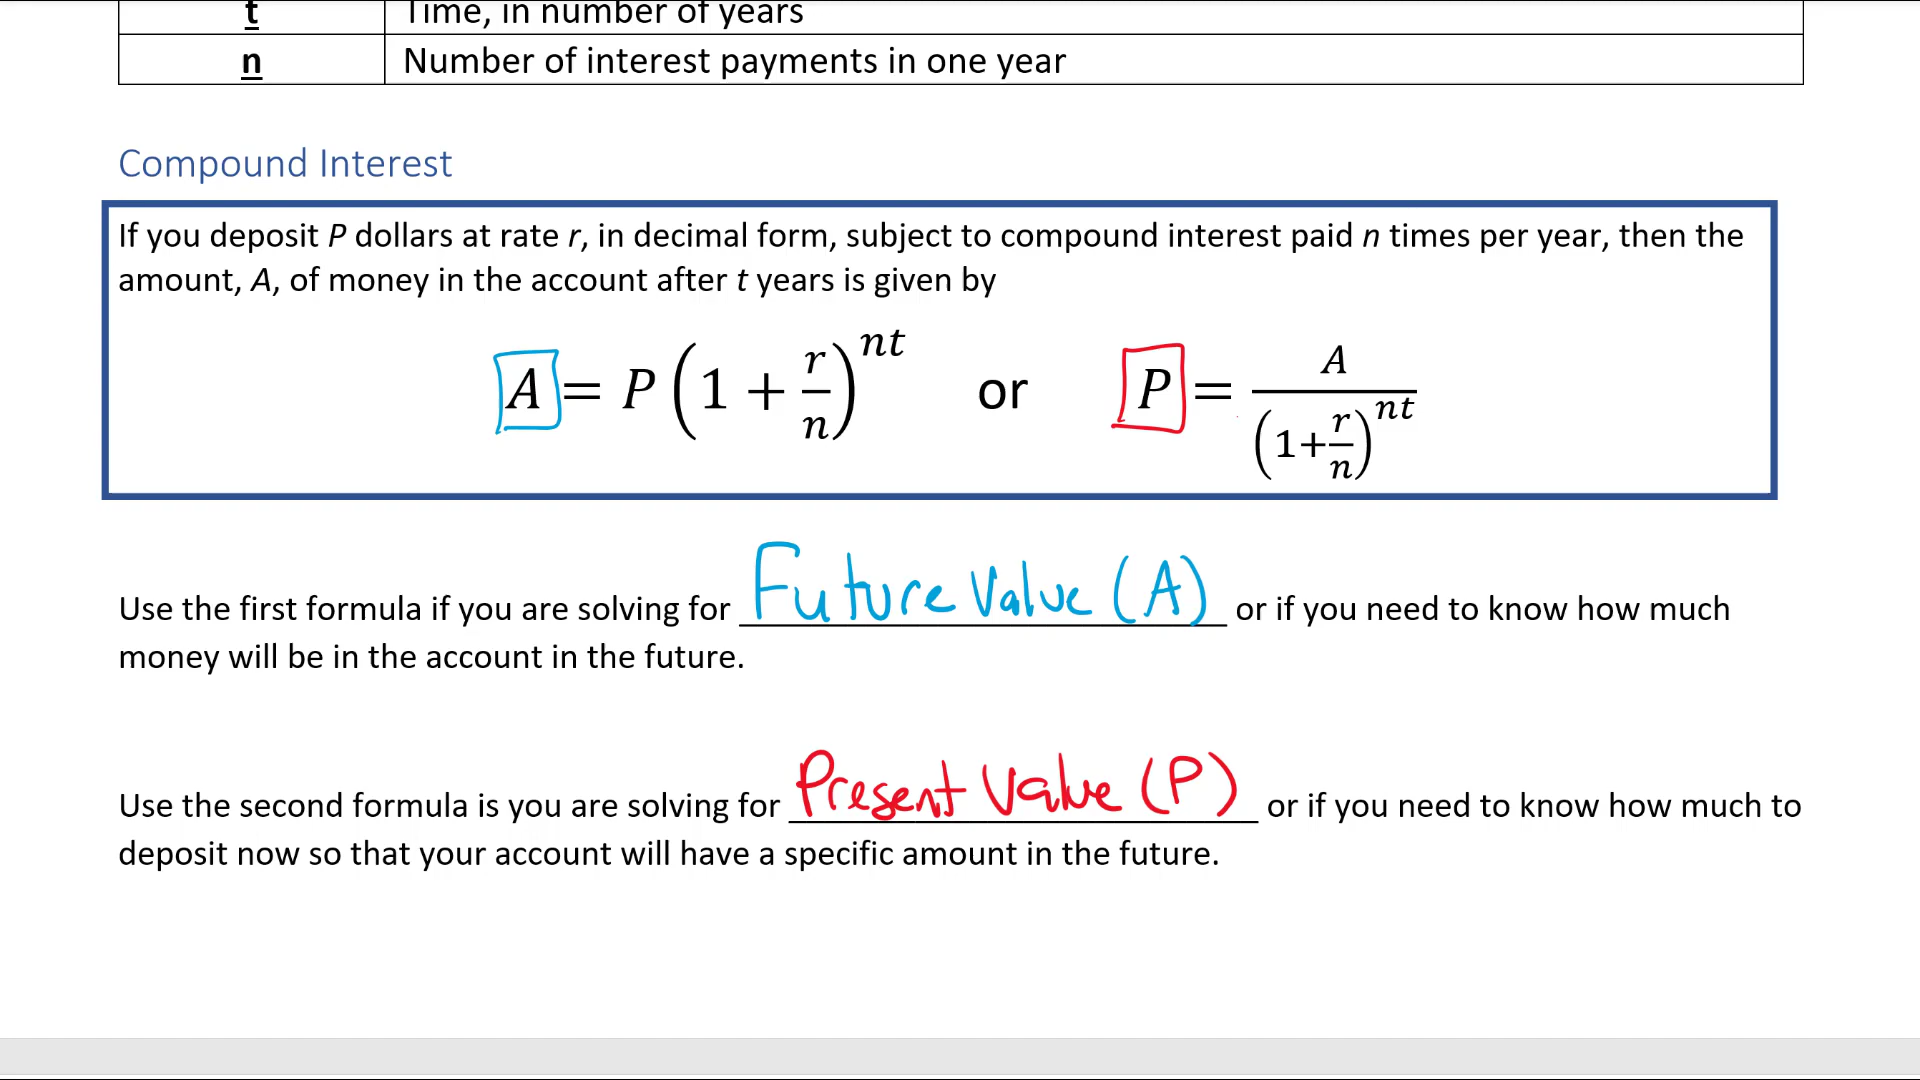 t Time, in number of years
n Number of interest payments in one year
Compound Interest
If you deposit P dollars at rate r, in decimal form, subject to compound interest paid n times per year, then the
amount, A, of money in the account after t years is given by
A = P(1 + r/n)^nt or P = A/(1+r/n)^nt
Use the first formula if you are solving for Future Value (A) or if you need to know how much
money will be in the account in the future.
Use the second formula is you are solving for Present Value (P) or if you need to know how much to
deposit now so that your account will have a specific amount in the future.